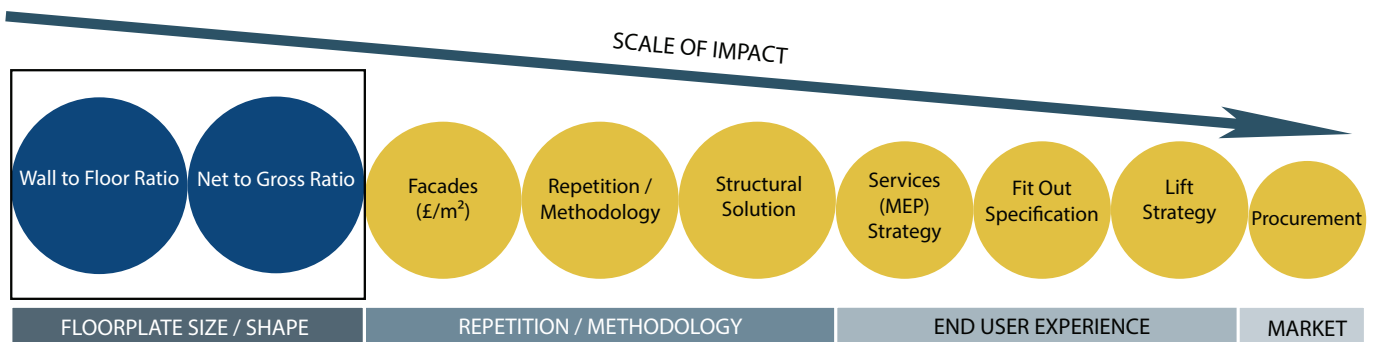 SCALE OF IMPACT
Wall to Floor Ratio
Net to Gross Ratio
Facades
(£/m²)
Repetition /
Methodology
Structural
Solution
Services
(MEP)
Strategy
Fit Out
Specification
Lift
Strategy
Procurement
FLOORPLATE SIZE / SHAPE
REPETITION / METHODOLOGY
END USER EXPERIENCE
MARKET